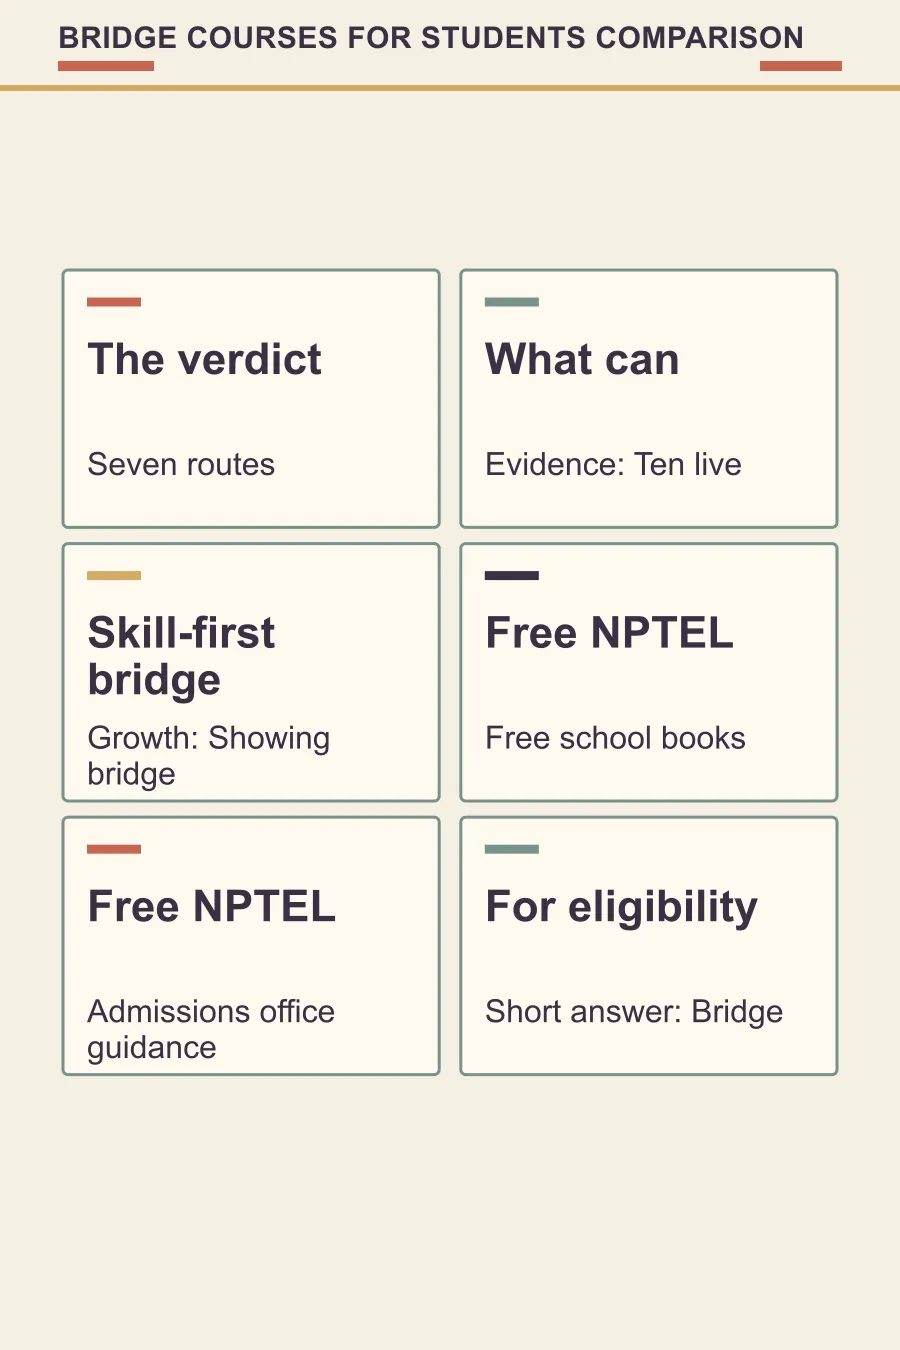 BRIDGE COURSES FOR STUDENTS COMPARISON
The verdict
Seven routes
What can
Evidence: Ten live
Skill-first
bridge
Growth: Showing
bridge
Free NPTEL
Free school books
Free NPTEL
Admissions office
guidance
For eligibility
Short answer: Bridge